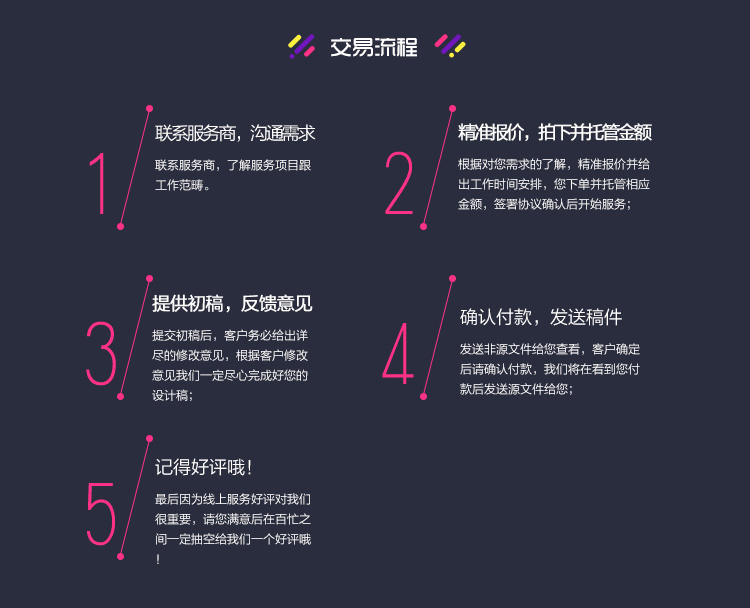 交易流程
1
联系服务商，沟通需求
联系服务商，了解服务项目跟
工作范畴。
2
精准报价，拍下并托管金额
根据对您需求的了解，精准报价并给
出工作时间安排，您下单并托管相应
金额，签署协议确认后开始服务；
3
提供初稿，反馈意见
提交初稿后，客户务必给出详
尽的修改意见，根据客户修改
意见我们一定尽心完成好您的
设计稿；
4
确认付款，发送稿件
发送非源文件给您查看，客户确定
后请确认付款，我们将在看到您付
款后发送源文件给您；
5
记得好评哦！
最后因为线上服务好评对我们
很重要，请您满意后在百忙之
间一定抽空给我们一个好评哦
！